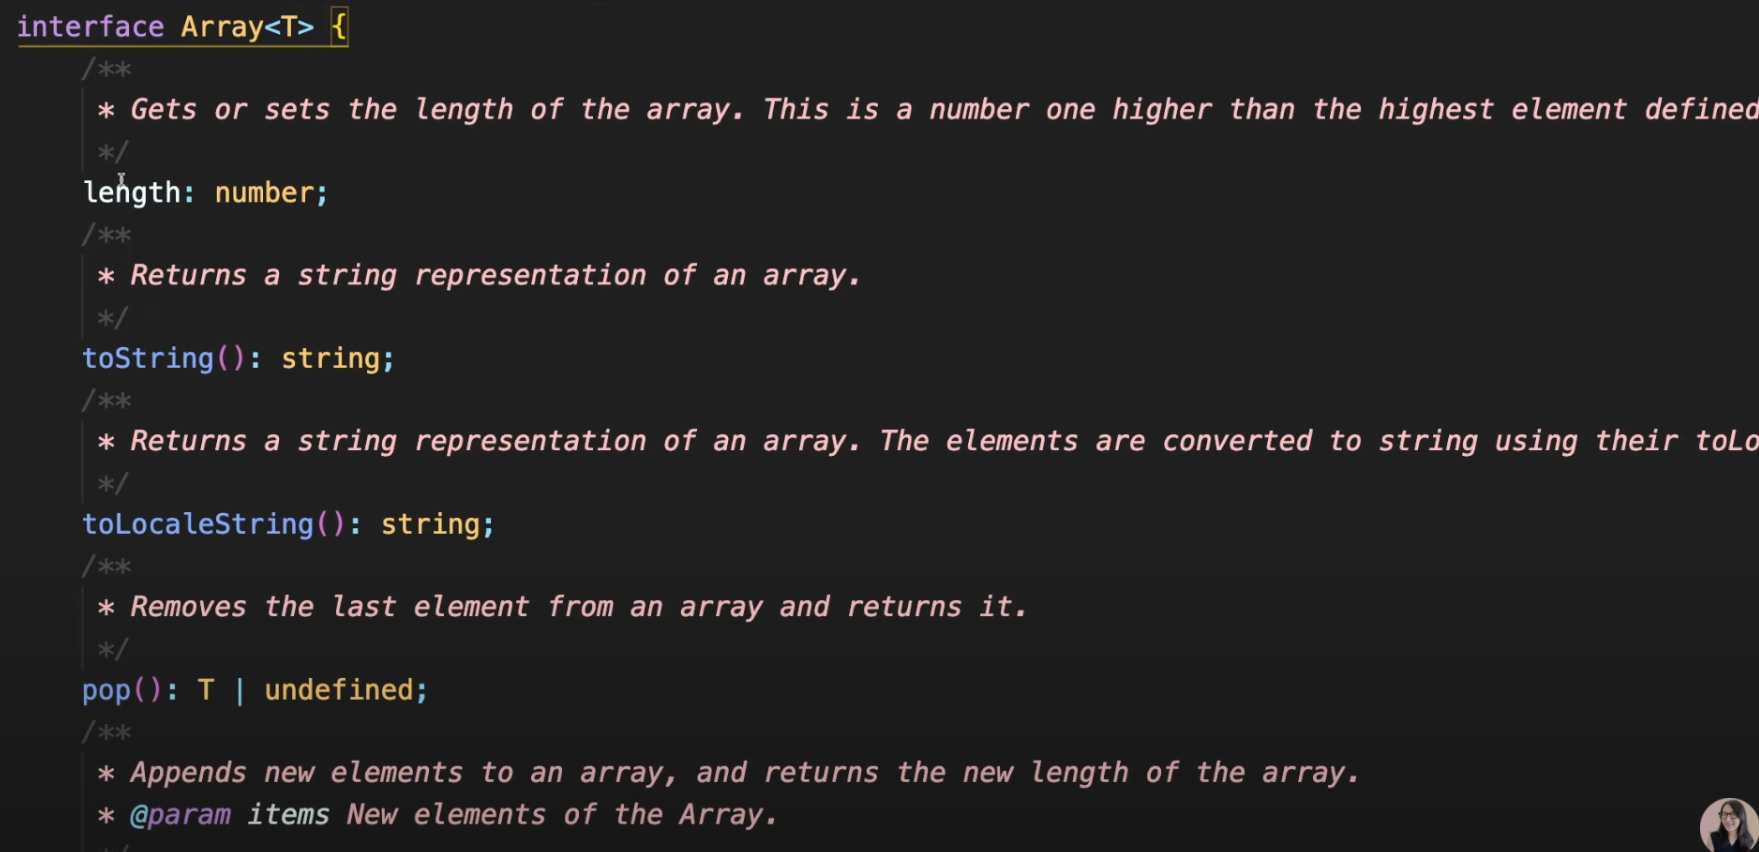 interface Array<T> {
/**
* Gets or sets the length of the array. This is a number one higher than the highest element defined
*/
length: number;
/**
* Returns a string representation of an array.
*/
toString(): string;
/**
* Returns a string representation of an array. The elements are converted to string using their toLo
*/
toLocaleString(): string;
/**
* Removes the last element from an array and returns it.
*/
pop(): T | undefined;
/**
* Appends new elements to an array, and returns the new length of the array.
* @param items New elements of the Array.
*/